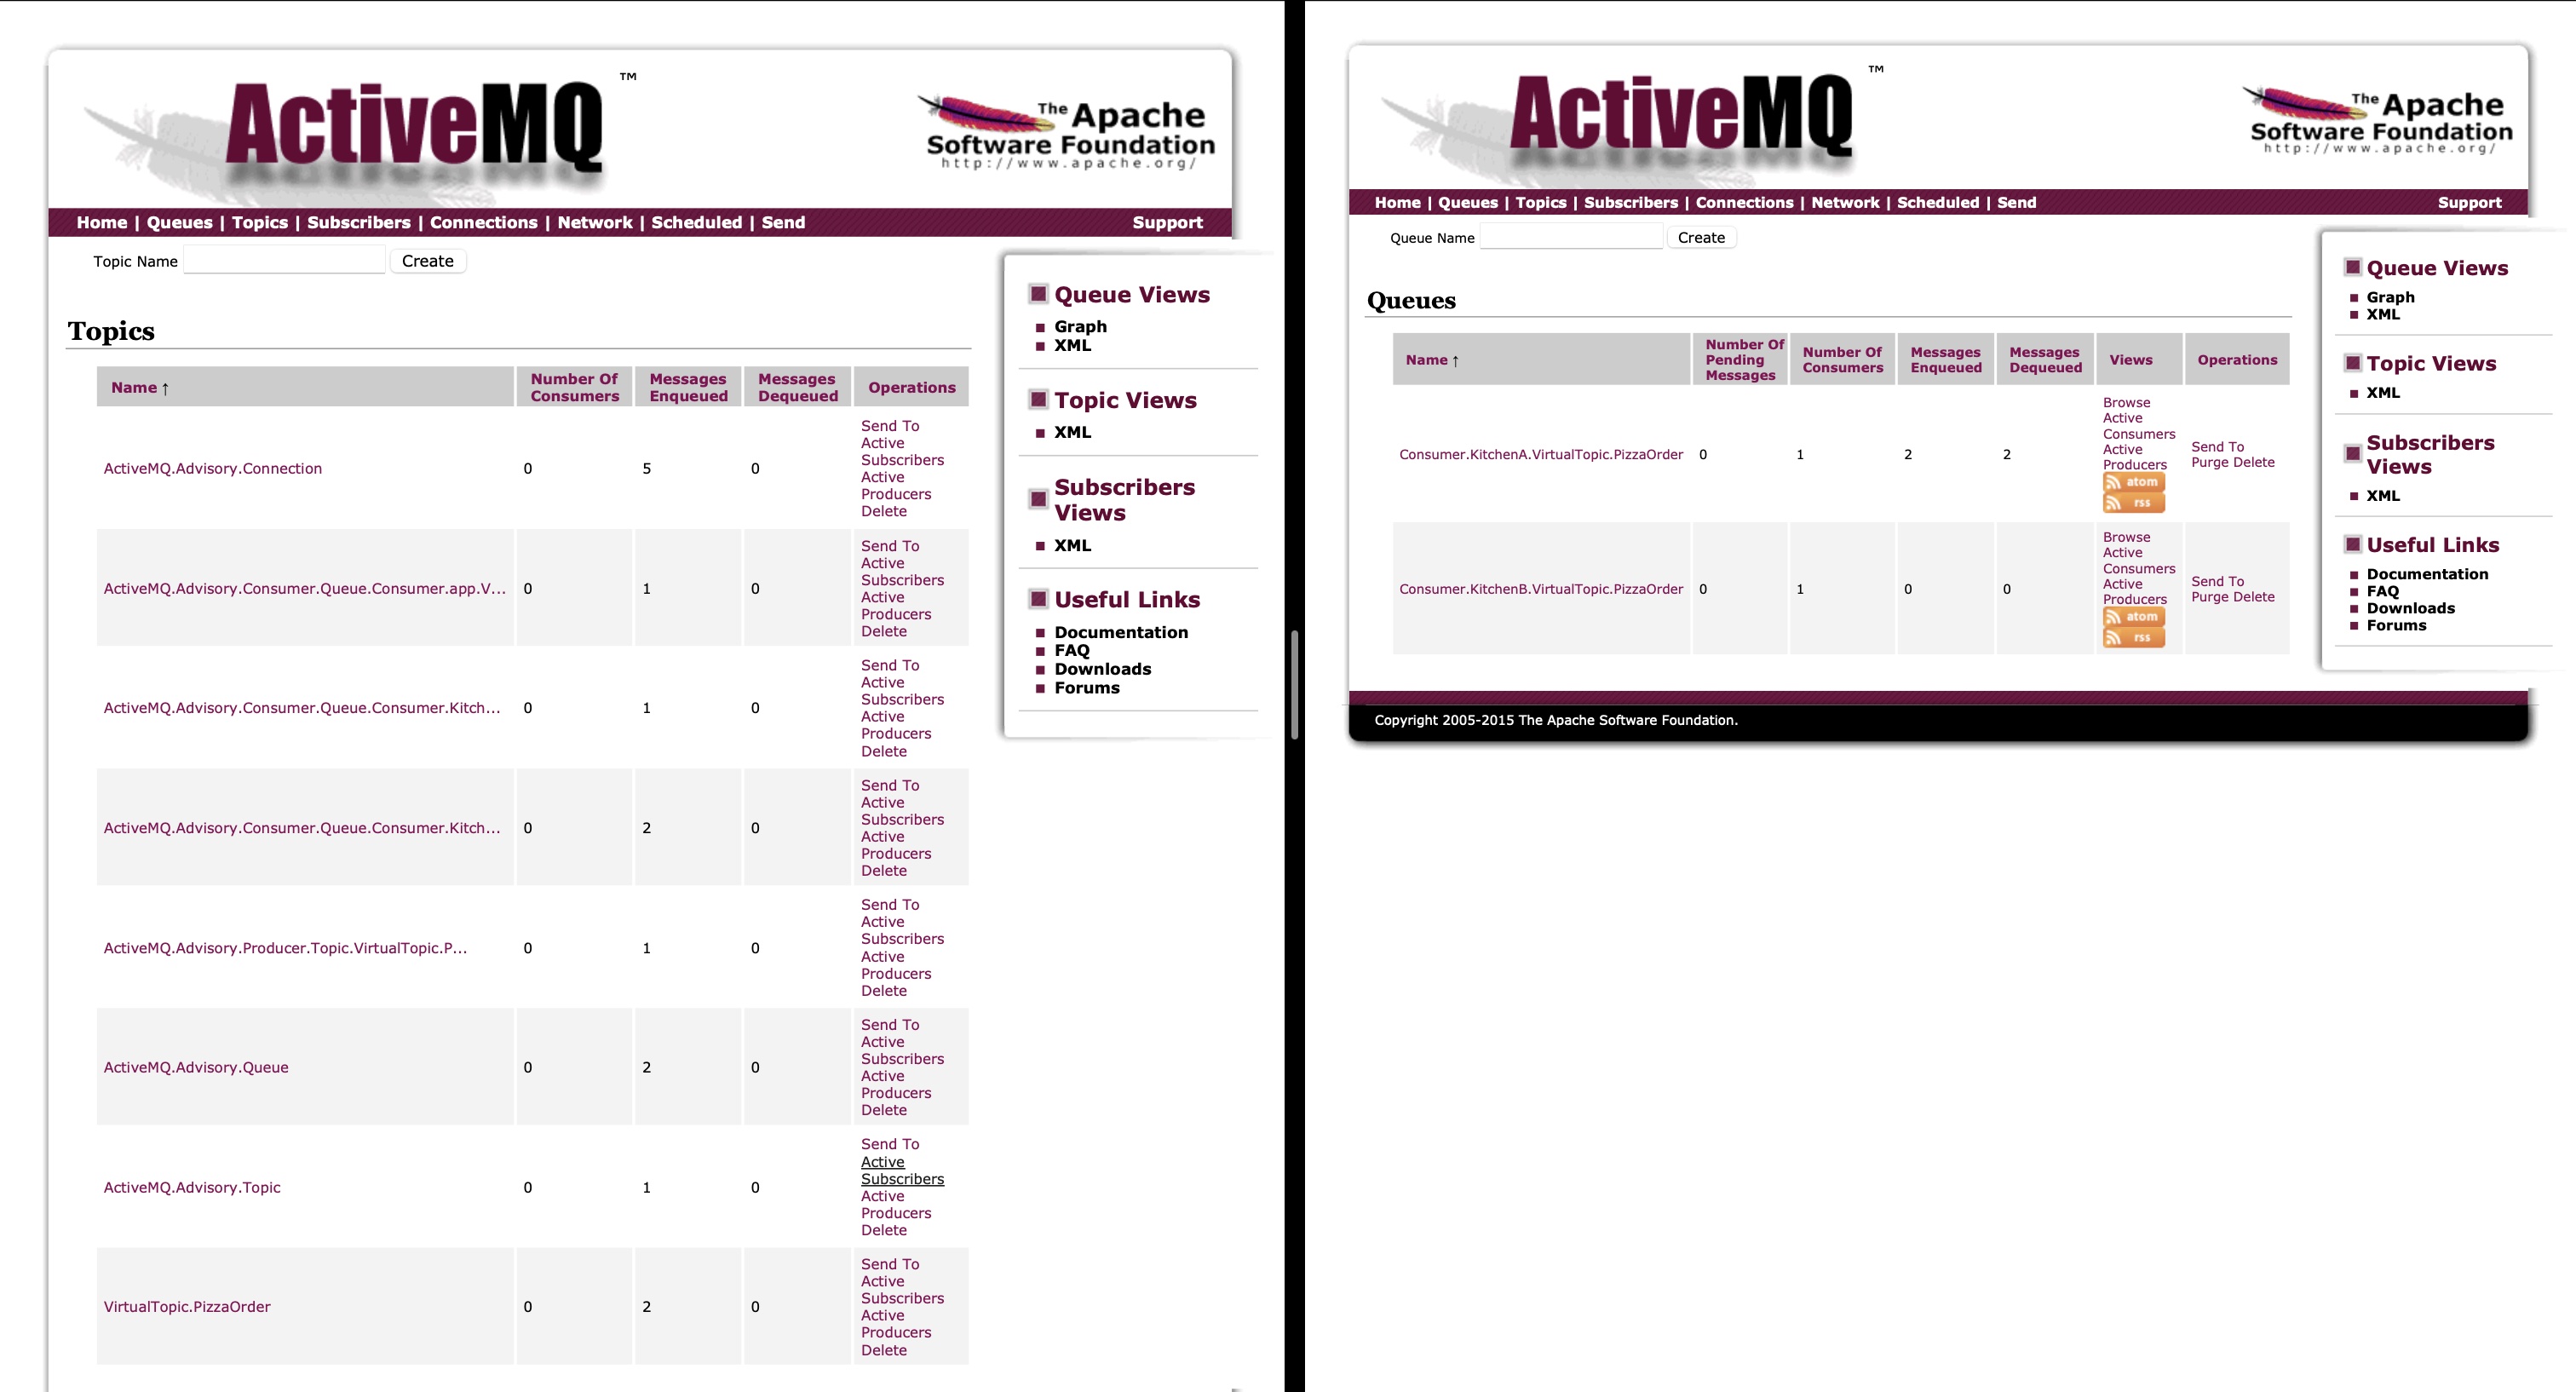 ActiveMQ™
The Apache
Software Foundation
http://www.apache.org/
Home | Queues | Topics | Subscribers | Connections | Network | Scheduled | Send
Support
Topic Name
Create
Topics
Name ↑
Number Of
Consumers
Messages
Enqueued
Messages
Dequeued
Operations
ActiveMQ.Advisory.Connection 0 5 0
Send To
Active
Subscribers
Active
Producers
Delete
ActiveMQ.Advisory.Consumer.Queue.Consumer.app.V... 0 1 0
Send To
Active
Subscribers
Active
Producers
Delete
ActiveMQ.Advisory.Consumer.Queue.Consumer.Kitch... 0 1 0
Send To
Active
Subscribers
Active
Producers
Delete
ActiveMQ.Advisory.Consumer.Queue.Consumer.Kitch... 0 2 0
Send To
Active
Subscribers
Active
Producers
Delete
ActiveMQ.Advisory.Producer.Topic.VirtualTopic.P... 0 1 0
Send To
Active
Subscribers
Active
Producers
Delete
ActiveMQ.Advisory.Queue 0 2 0
Send To
Active
Subscribers
Active
Producers
Delete
ActiveMQ.Advisory.Topic 0 1 0
Send To
Active
Subscribers
Active
Producers
Delete
VirtualTopic.PizzaOrder 0 2 0
Send To
Active
Subscribers
Active
Producers
Delete
Queue Views
Graph
XML
Topic Views
XML
Subscribers
Views
XML
Useful Links
Documentation
FAQ
Downloads
Forums
ActiveMQ™
The Apache
Software Foundation
http://www.apache.org/
Home | Queues | Topics | Subscribers | Connections | Network | Scheduled | Send
Support
Queue Name
Create
Queues
Name ↑
Number Of
Pending
Messages
Number Of
Consumers
Messages
Enqueued
Messages
Dequeued
Views
Operations
Consumer.KitchenA.VirtualTopic.PizzaOrder 0 1 2 2
Browse
Active
Consumers
Active
Producers
atom
rss
Send To
Purge Delete
Consumer.KitchenB.VirtualTopic.PizzaOrder 0 1 0 0
Browse
Active
Consumers
Active
Producers
atom
rss
Send To
Purge Delete
Queue Views
Graph
XML
Topic Views
XML
Subscribers
Views
XML
Useful Links
Documentation
FAQ
Downloads
Forums
Copyright 2005-2015 The Apache Software Foundation.